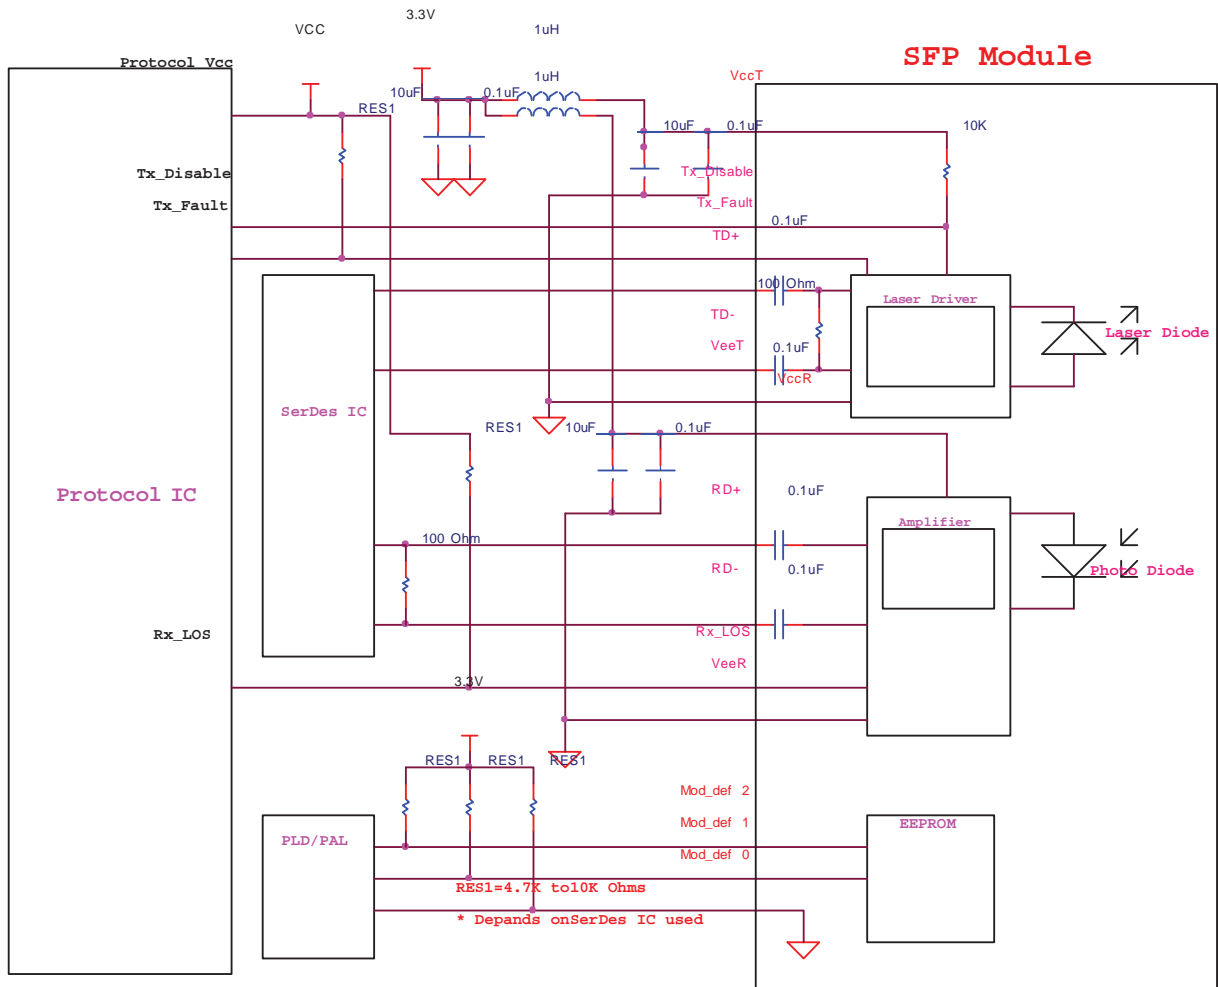 3.3V
VCC
1uH
SFP Module
Protocol Vcc
1uH
VccT
10uF
0.1uF
RES1
10uF
0.1uF
10K
Tx_Disable
Tx_Disable
Tx_Fault
Tx_Fault
0.1uF
TD+
100 Ohm
Laser Driver
TD-
Laser Diode
VeeT
0.1uF
VccR
SerDes IC
RES1
10uF
0.1uF
Protocol IC
RD+
0.1uF
Amplifier
100 Ohm
RD-
0.1uF
Photo Diode
Rx_LOS
Rx_LOS
VeeR
3.3V
RES1
RES1
RES1
Mod_def 2
Mod_def 1
EEPROM
PLD/PAL
Mod_def 0
RES1=4.7K to10K Ohms
* Depands onSerDes IC used